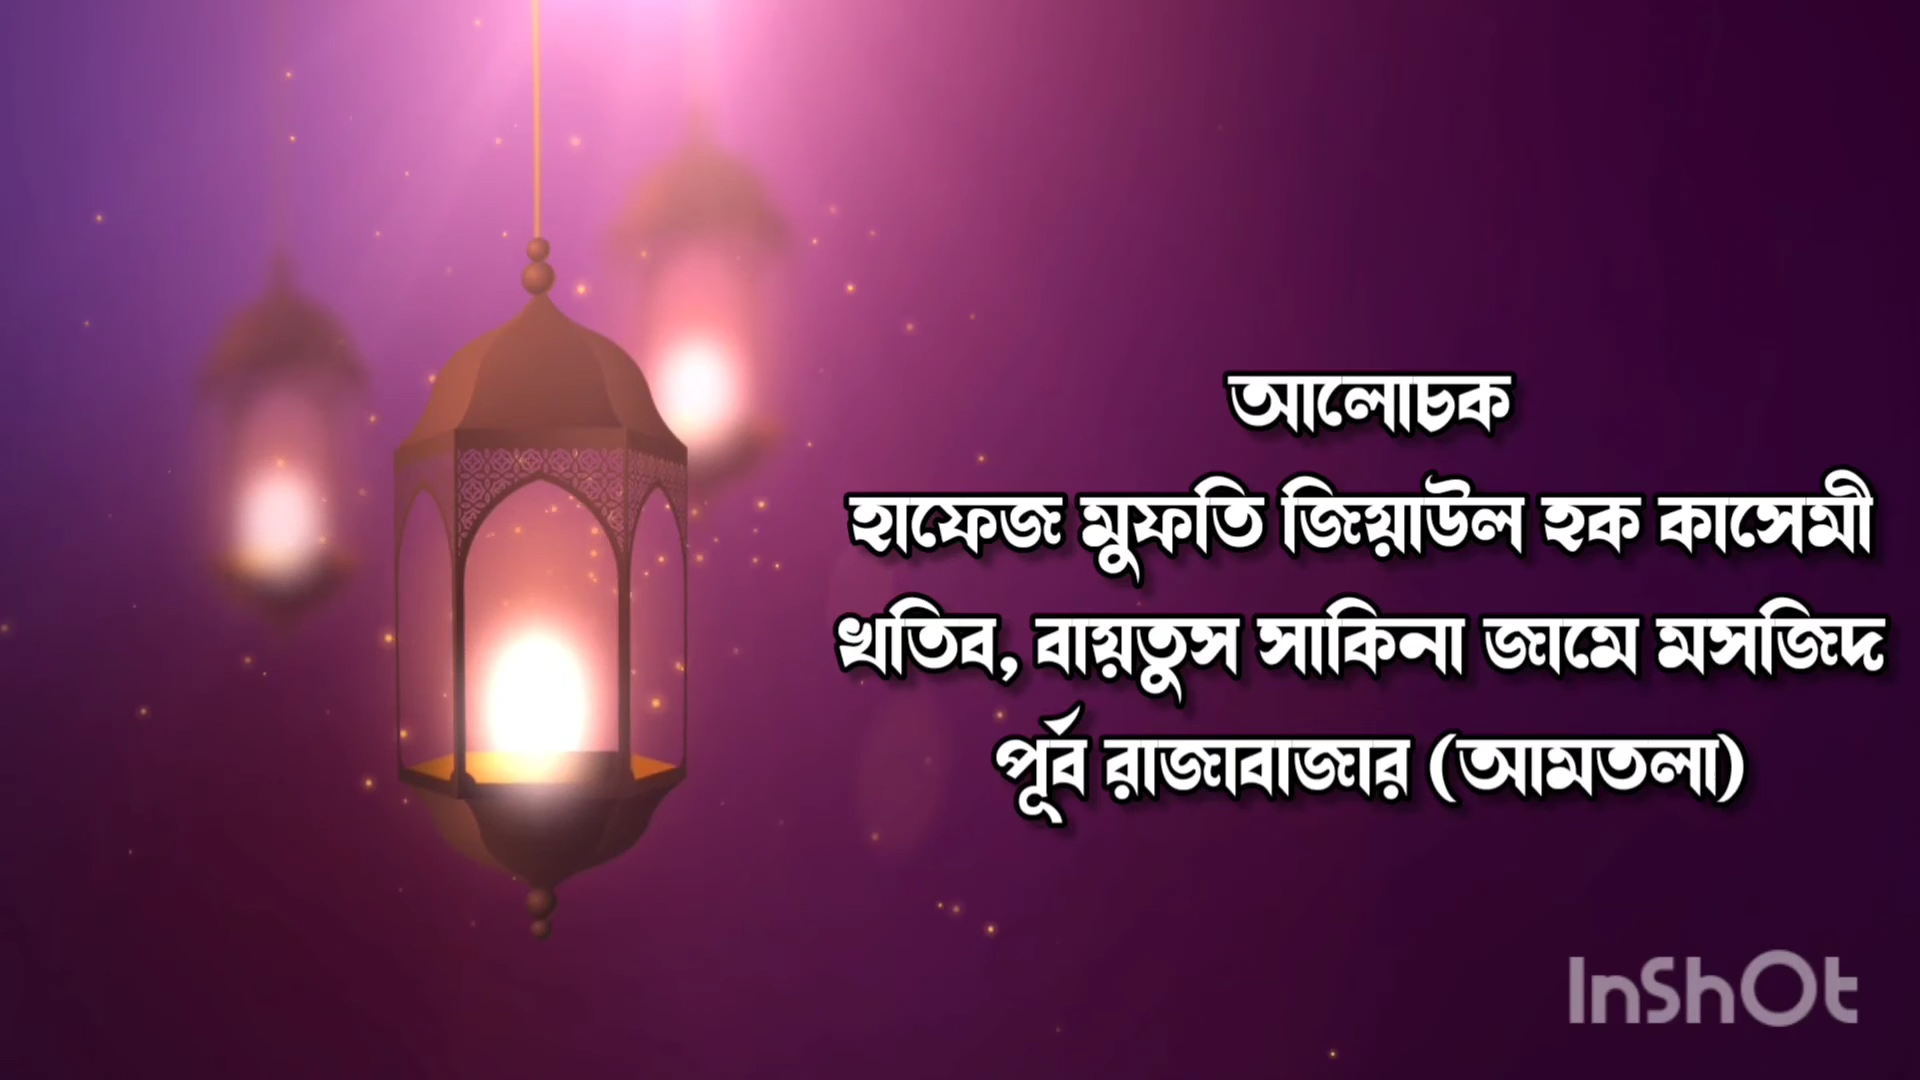 আলোচক
হাফেজ মুফতি জিয়াউল হক কাসেমী
খতিব, বায়তুস সাকিনা জামে মসজিদ
পূর্ব রাজাবাজার (আমতলা)
InShOt